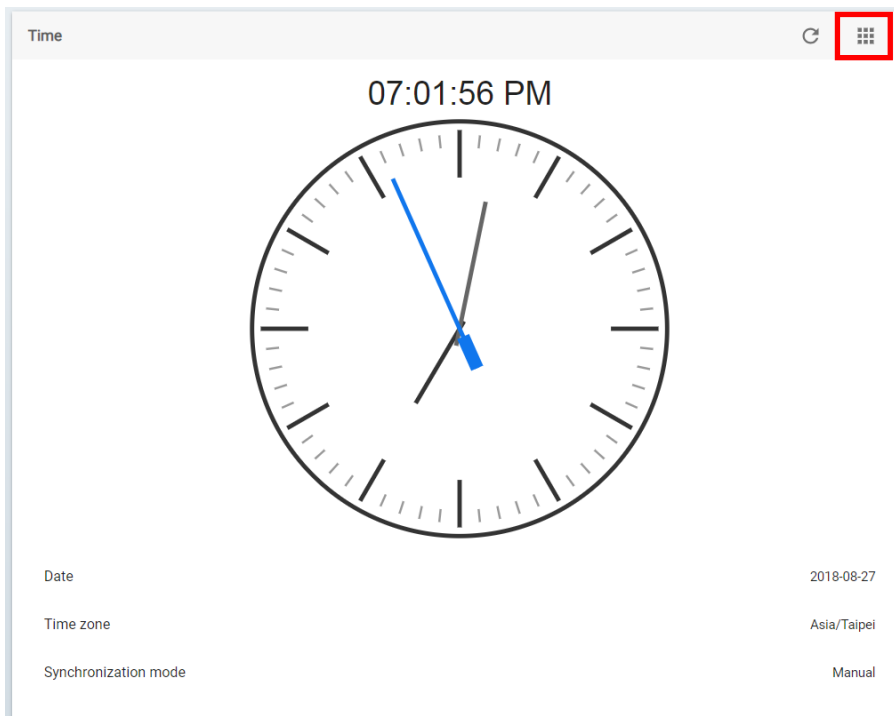 Time
07:01:56 PM
Date 2018-08-27
Time zone Asia/Taipei
Synchronization mode Manual